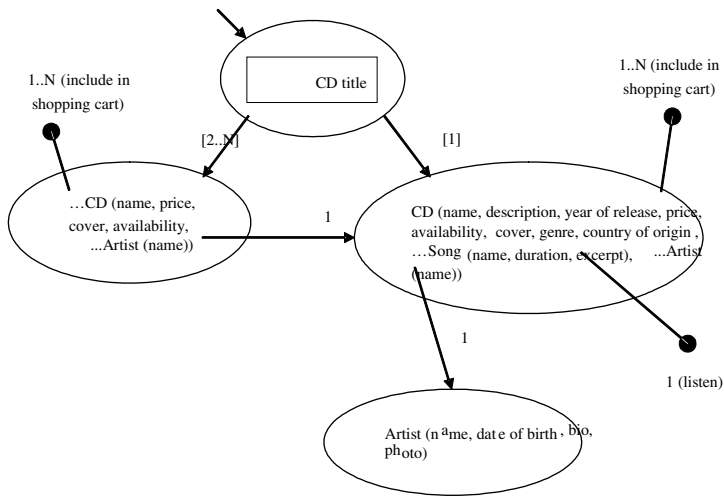 CD title
1..N (include in
shopping cart)
1..N (include in
shopping cart)
[2..N]
[1]
…CD (name, price,
cover, availability,
...Artist (name))
1
CD (name, description, year of release, price,
availability, cover, genre, country of origin ,
…Song (name, duration, excerpt), ...Artist
(name))
1
1 (listen)
Artist (name, date of birth , bio,
photo)